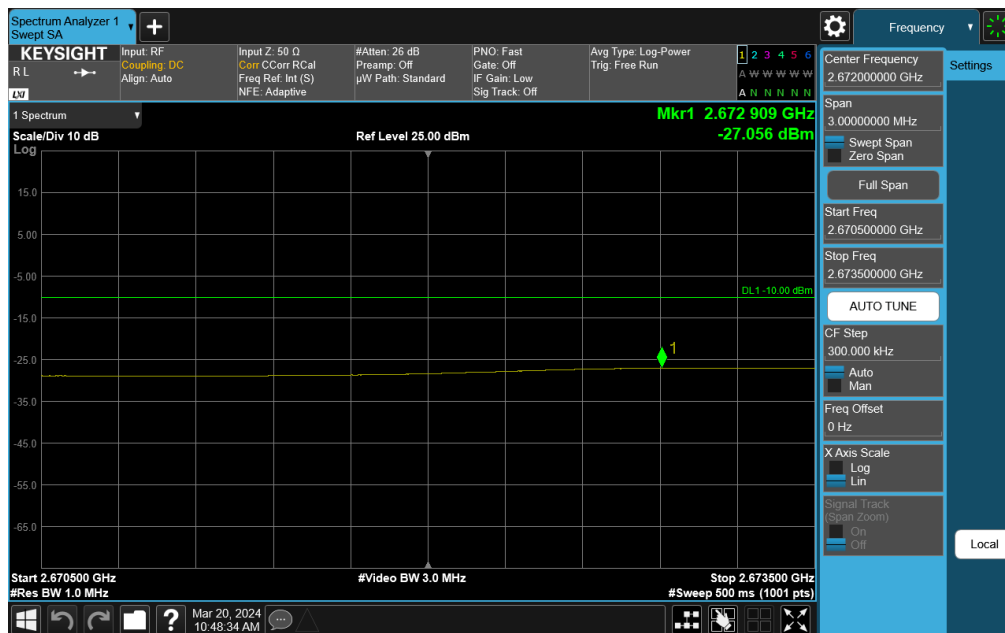 Spectrum Analyzer 1
Swept SA
Frequency
KEYSIGHT
R L
LXI
Input: RF
Coupling: DC
Align: Auto
Input Z: 50 Ω
Corr CCorr RCal
Freq Ref: Int (S)
NFE: Adaptive
#Atten: 26 dB
Preamp: Off
µW Path: Standard
PNO: Fast
Gate: Off
IF Gain: Low
Sig Track: Off
Avg Type: Log-Power
Trig: Free Run
1 2 3 4 5 6
A W W W W W
A N N N N N
1 Spectrum
Mkr1 2.672 909 GHz
-27.056 dBm
Scale/Div 10 dB
Ref Level 25.00 dBm
Log
15.0
5.00
-5.00
DL1 -10.00 dBm
-15.0
1
-25.0
-35.0
-45.0
-55.0
-65.0
Start 2.670500 GHz
#Video BW 3.0 MHz
Stop 2.673500 GHz
#Res BW 1.0 MHz
#Sweep 500 ms (1001 pts)
?
Mar 20, 2024
10:48:34 AM
Center Frequency
2.672000000 GHz
Settings
Span
3.00000000 MHz
Swept Span
Zero Span
Full Span
Start Freq
2.670500000 GHz
Stop Freq
2.673500000 GHz
AUTO TUNE
CF Step
300.000 kHz
Auto
Man
Freq Offset
0 Hz
X Axis Scale
Log
Lin
Signal Track
(Span Zoom)
On
Off
Local